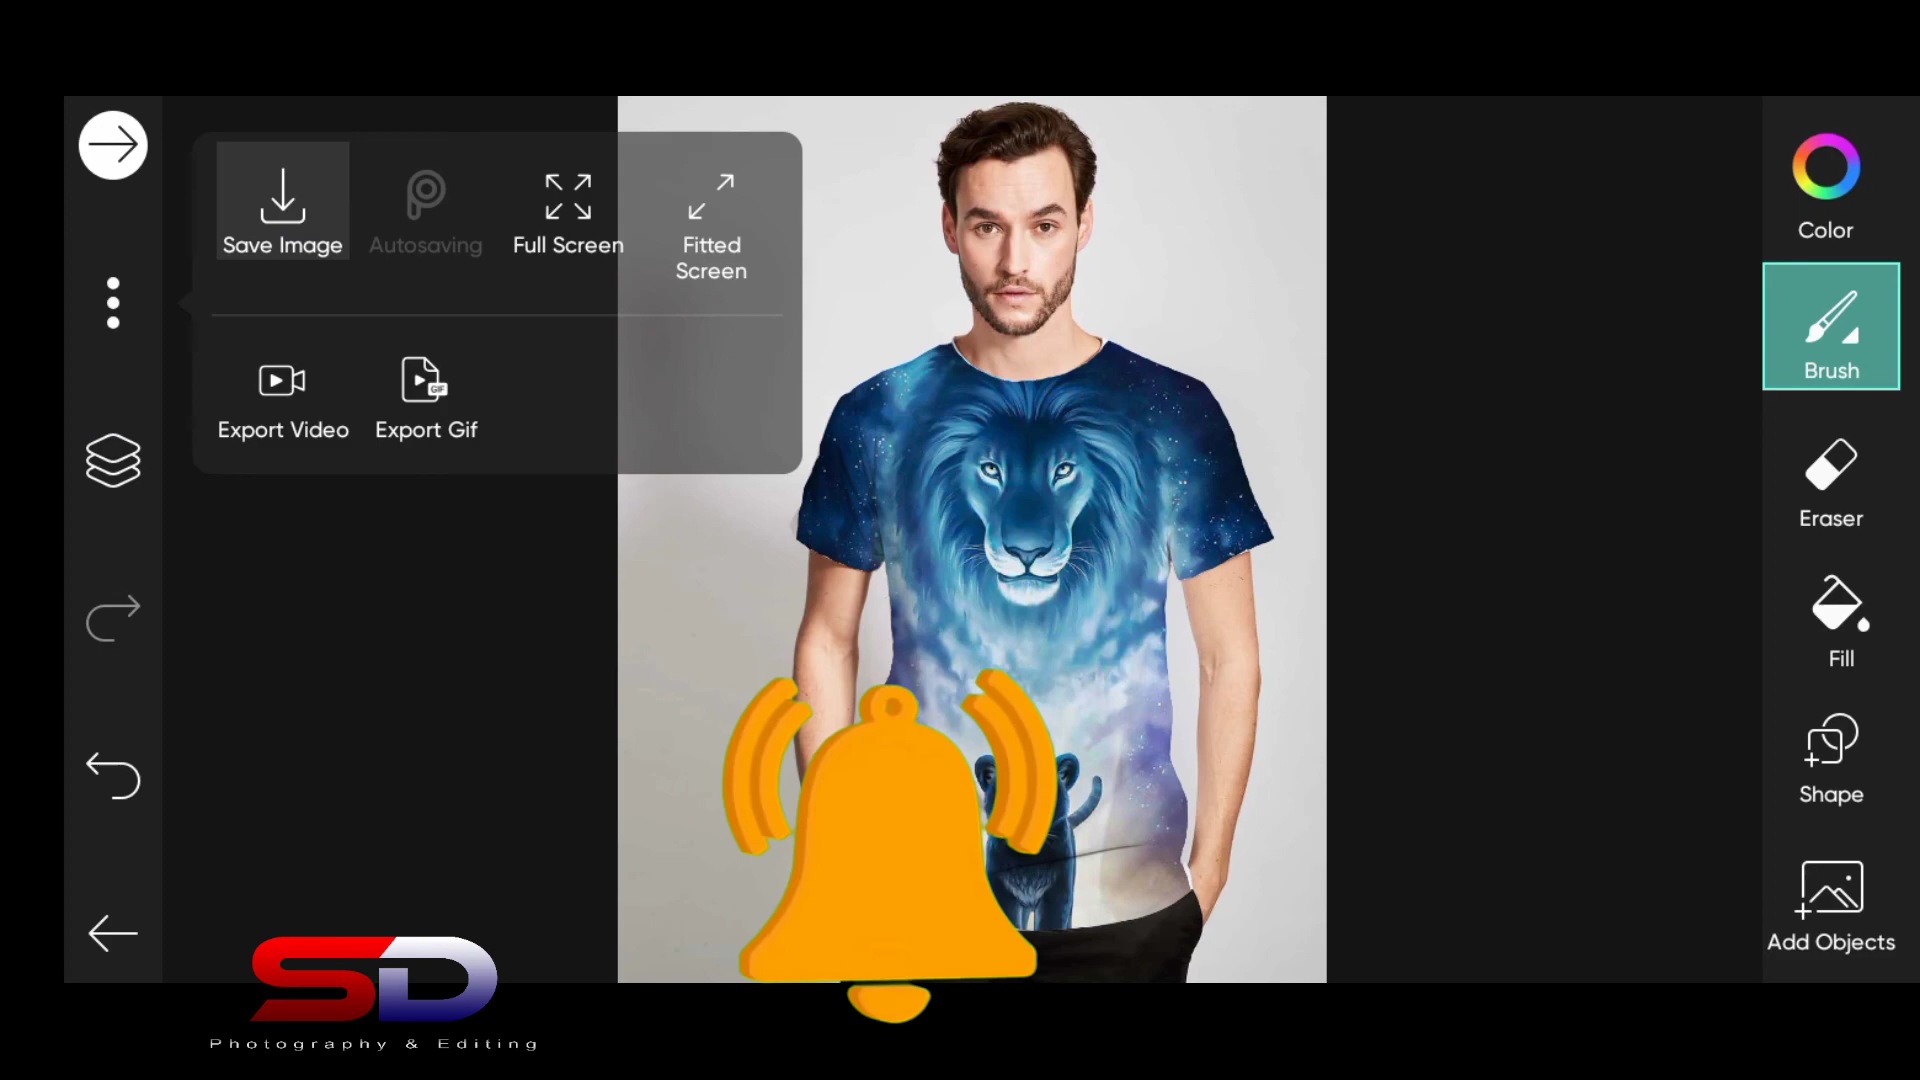 Save Image
Autosaving
Full Screen
Fitted
Screen
Export Video
Export Gif
GIF
Color
Brush
Eraser
Fill
Shape
Add Objects
SD
Photography & Editing